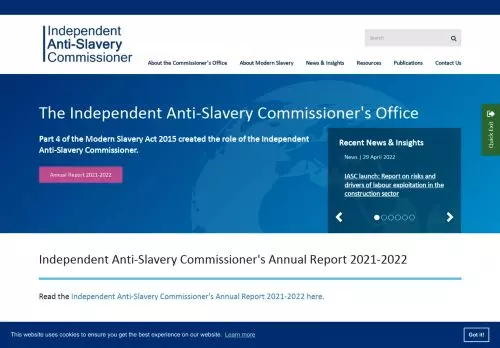 Independent
Anti-Slavery
Commissioner
Search
About the Commissioner's Office
About Modern Slavery
News & Insights
Resources
Publications
Contact Us
The Independent Anti-Slavery Commissioner's Office
Part 4 of the Modern Slavery Act 2015 created the role of the Independent
Anti-Slavery Commissioner.
Annual Report 2021-2022
Recent News & Insights
News | 29 April 2022
IASC launch: Report on risks and
drivers of labour exploitation in the
construction sector
Quick Exit
Independent Anti-Slavery Commissioner's Annual Report 2021-2022
Read the Independent Anti-Slavery Commissioner's Annual Report 2021-2022 here.
This website uses cookies to ensure you get the best experience on our website. Learn more
Got it!